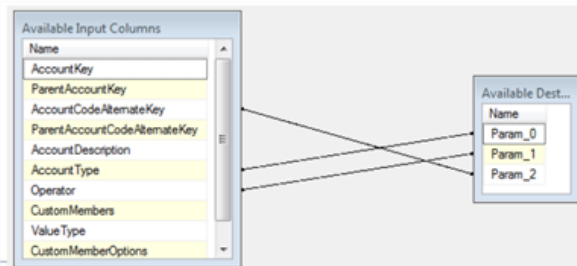 Available Input Columns
Name
AccountKey
ParentAccountKey
AccountCodeAlternateKey
ParentAccountCodeAlternateKey
AccountDescription
AccountType
Operator
CustomMembers
ValueType
CustomMemberOptions
Available Dest...
Name
Param_0
Param_1
Param_2